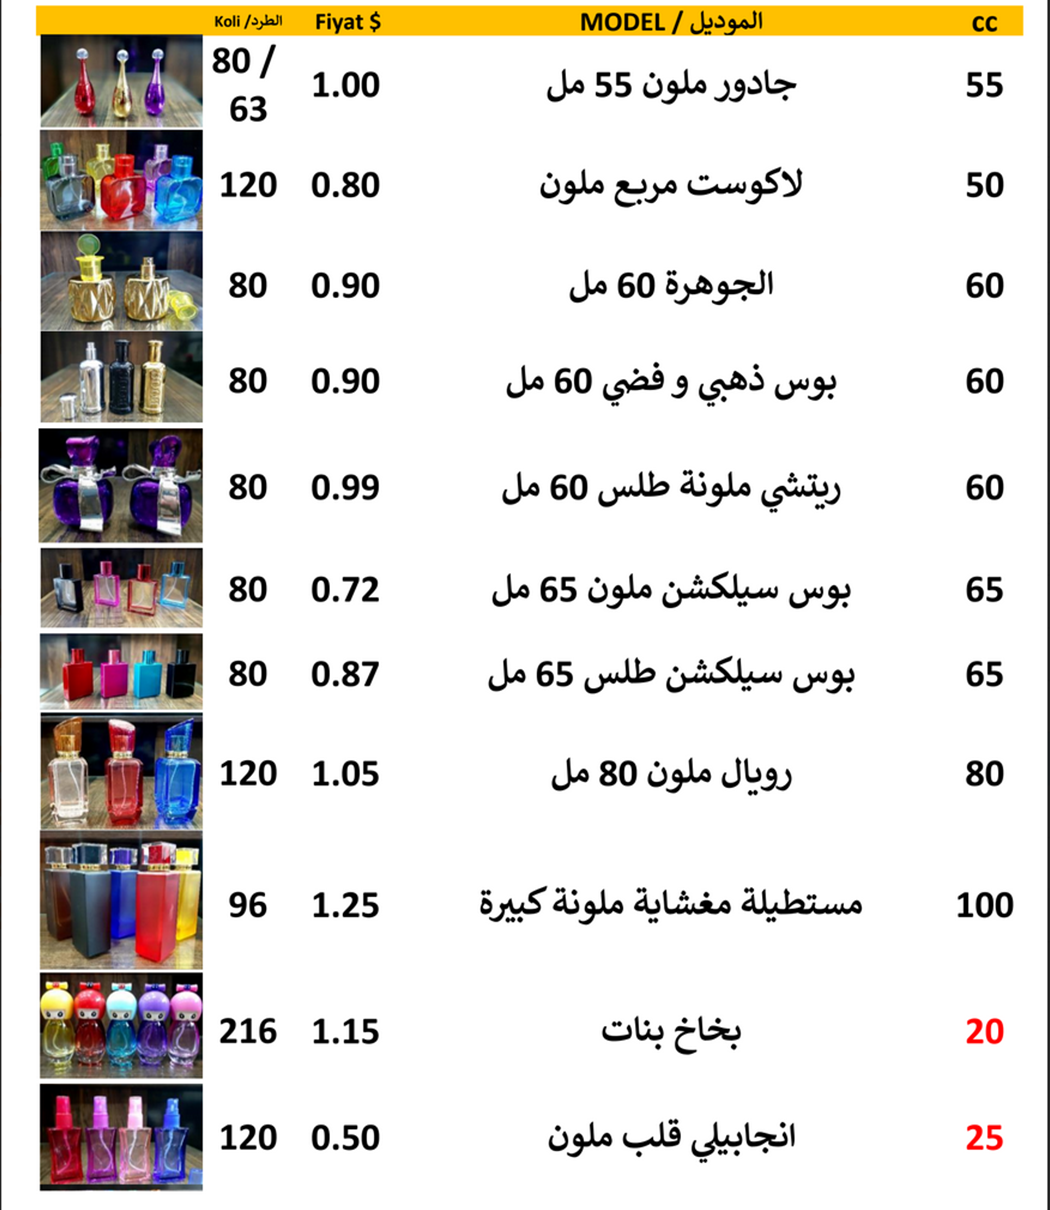 cc الموديل / MODEL Fiyat $ Koli /الطرد
55 جادور ملون 55 مل 1.00 80 / 63
50 لاكوست مربع ملون 0.80 120
60 الجوهرة 60 مل 0.90 80
60 بوس ذهبي و فضي 60 مل 0.90 80
60 ريتشي ملونة طلس 60 مل 0.99 80
65 بوس سيلكشن ملون 65 مل 0.72 80
65 بوس سيلكشن طلس 65 مل 0.87 80
80 رويال ملون 80 مل 1.05 120
100 مستطيلة مغشاية ملونة كبيرة 1.25 96
20 بخاخ بنات 1.15 216
25 انجابيلي قلب ملون 0.50 120